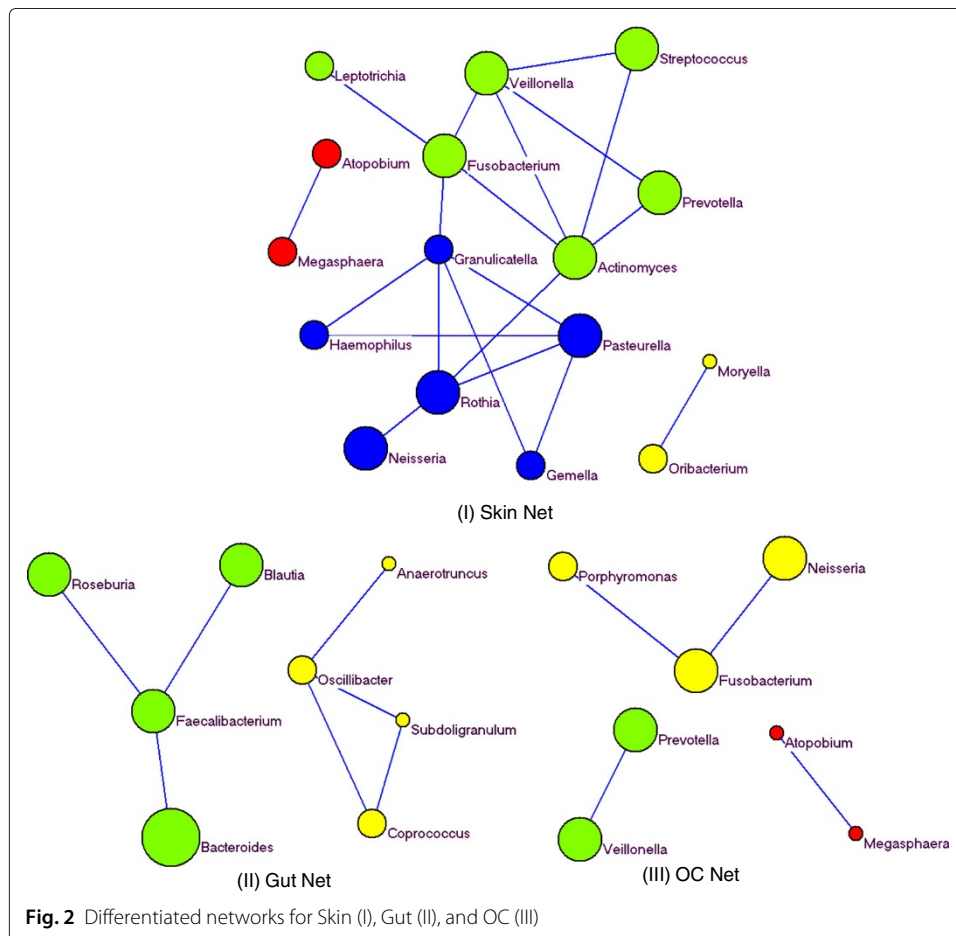 Streptococcus
Leptotrichia
Veillonella
Atopobium
Fusobacterium
Prevotella
Megasphaera
Granulicatella
Actinomyces
Haemophilus
Pasteurella
Moryella
Rothia
Neisseria
Gemella
Oribacterium
(I) Skin Net
Roseburia
Blautia
Anaerotruncus
Oscillibacter
Faecalibacterium
Subdoligranulum
Bacteroides
Coprococcus
(II) Gut Net
Porphyromonas
Neisseria
Fusobacterium
Prevotella
Atopobium
Veillonella
Megasphaera
(III) OC Net
Fig. 2 Differentiated networks for Skin (I), Gut (II), and OC (III)